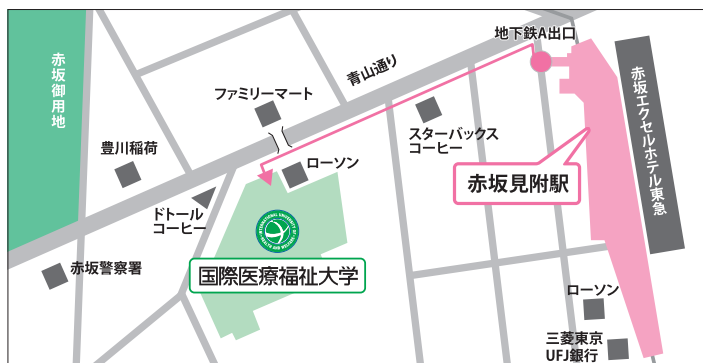 地下鉄A出口
赤坂御用地
青山通り
ファミリーマート
赤坂エクセルホテル東急
豊川稲荷
スターバックス
コーヒー
ローソン
赤坂見附駅
ドトール
コーヒー
赤坂警察署
国際医療福祉大学
ローソン
三菱東京
UFJ銀行